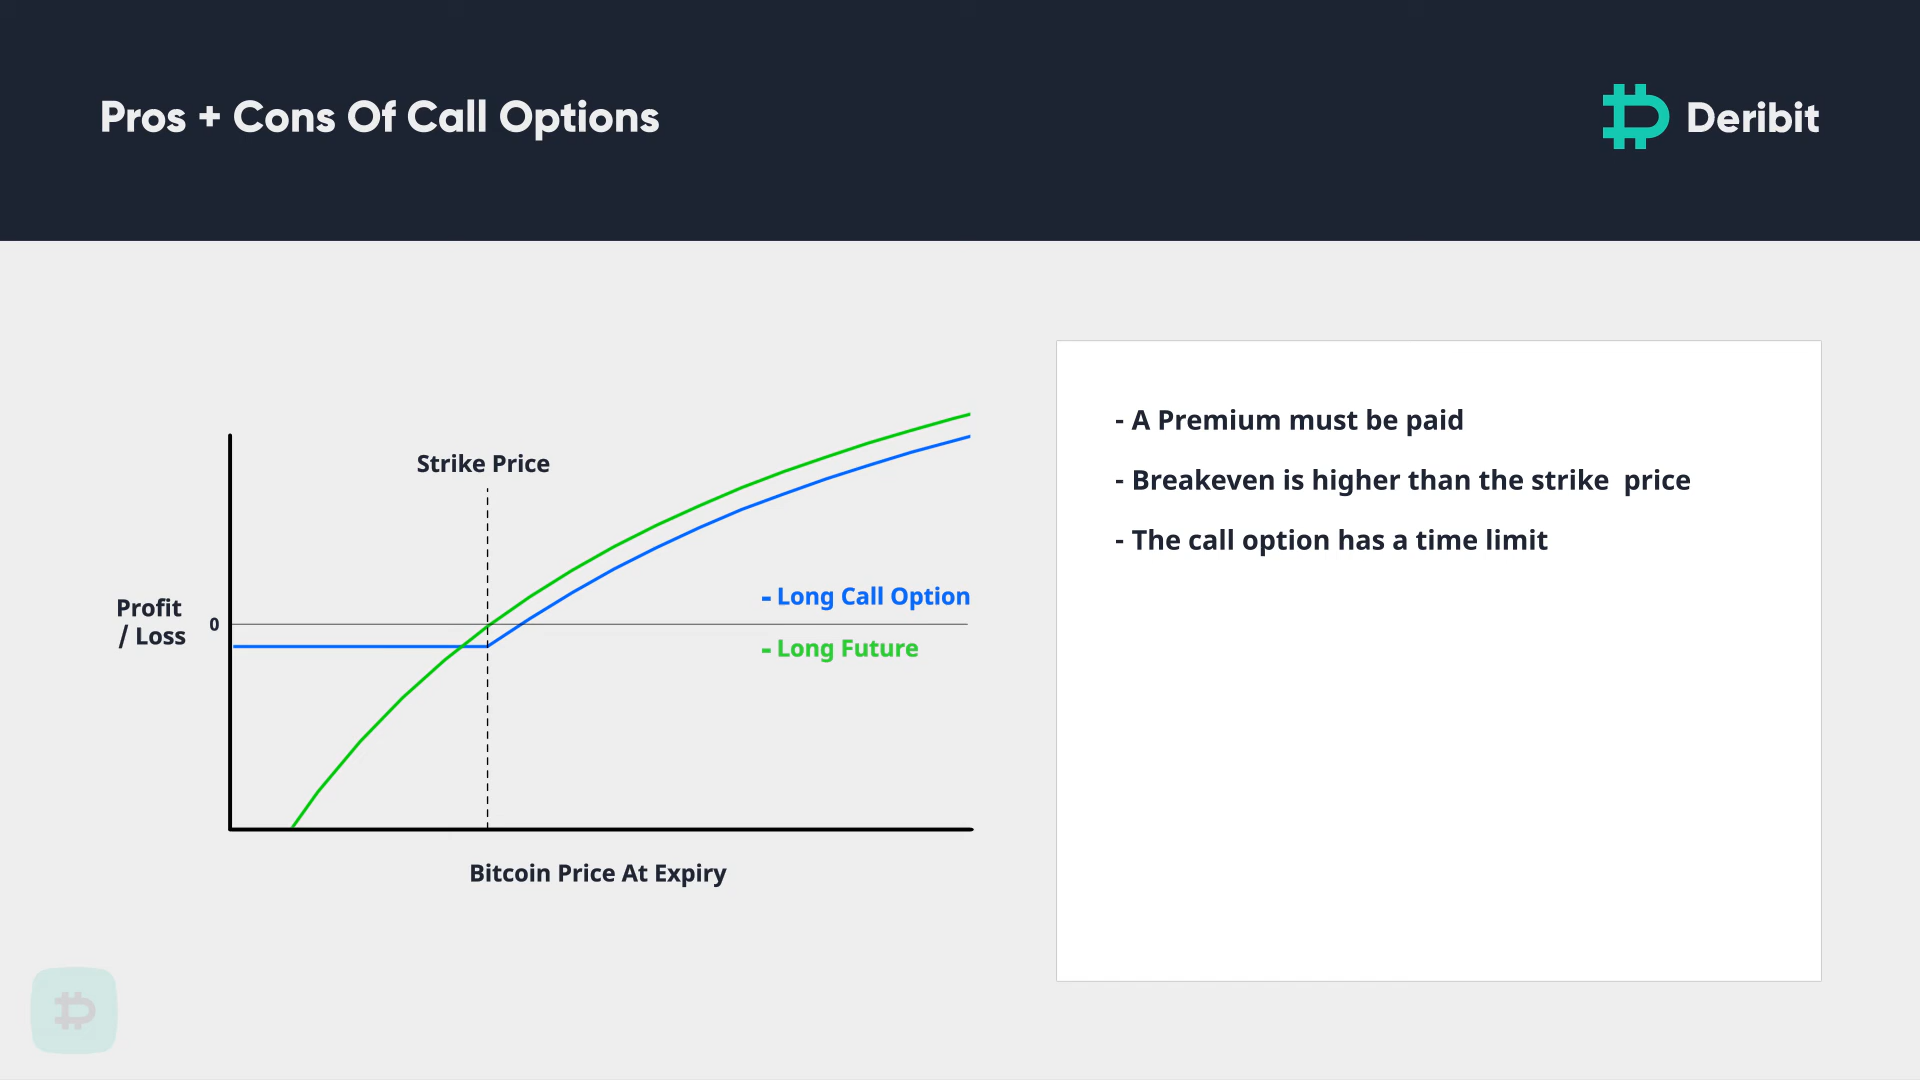 Pros + Cons Of Call Options
Deribit
Strike Price
Profit
/ Loss
0
- Long Call Option
- Long Future
Bitcoin Price At Expiry
- A Premium must be paid
- Breakeven is higher than the strike  price
- The call option has a time limit